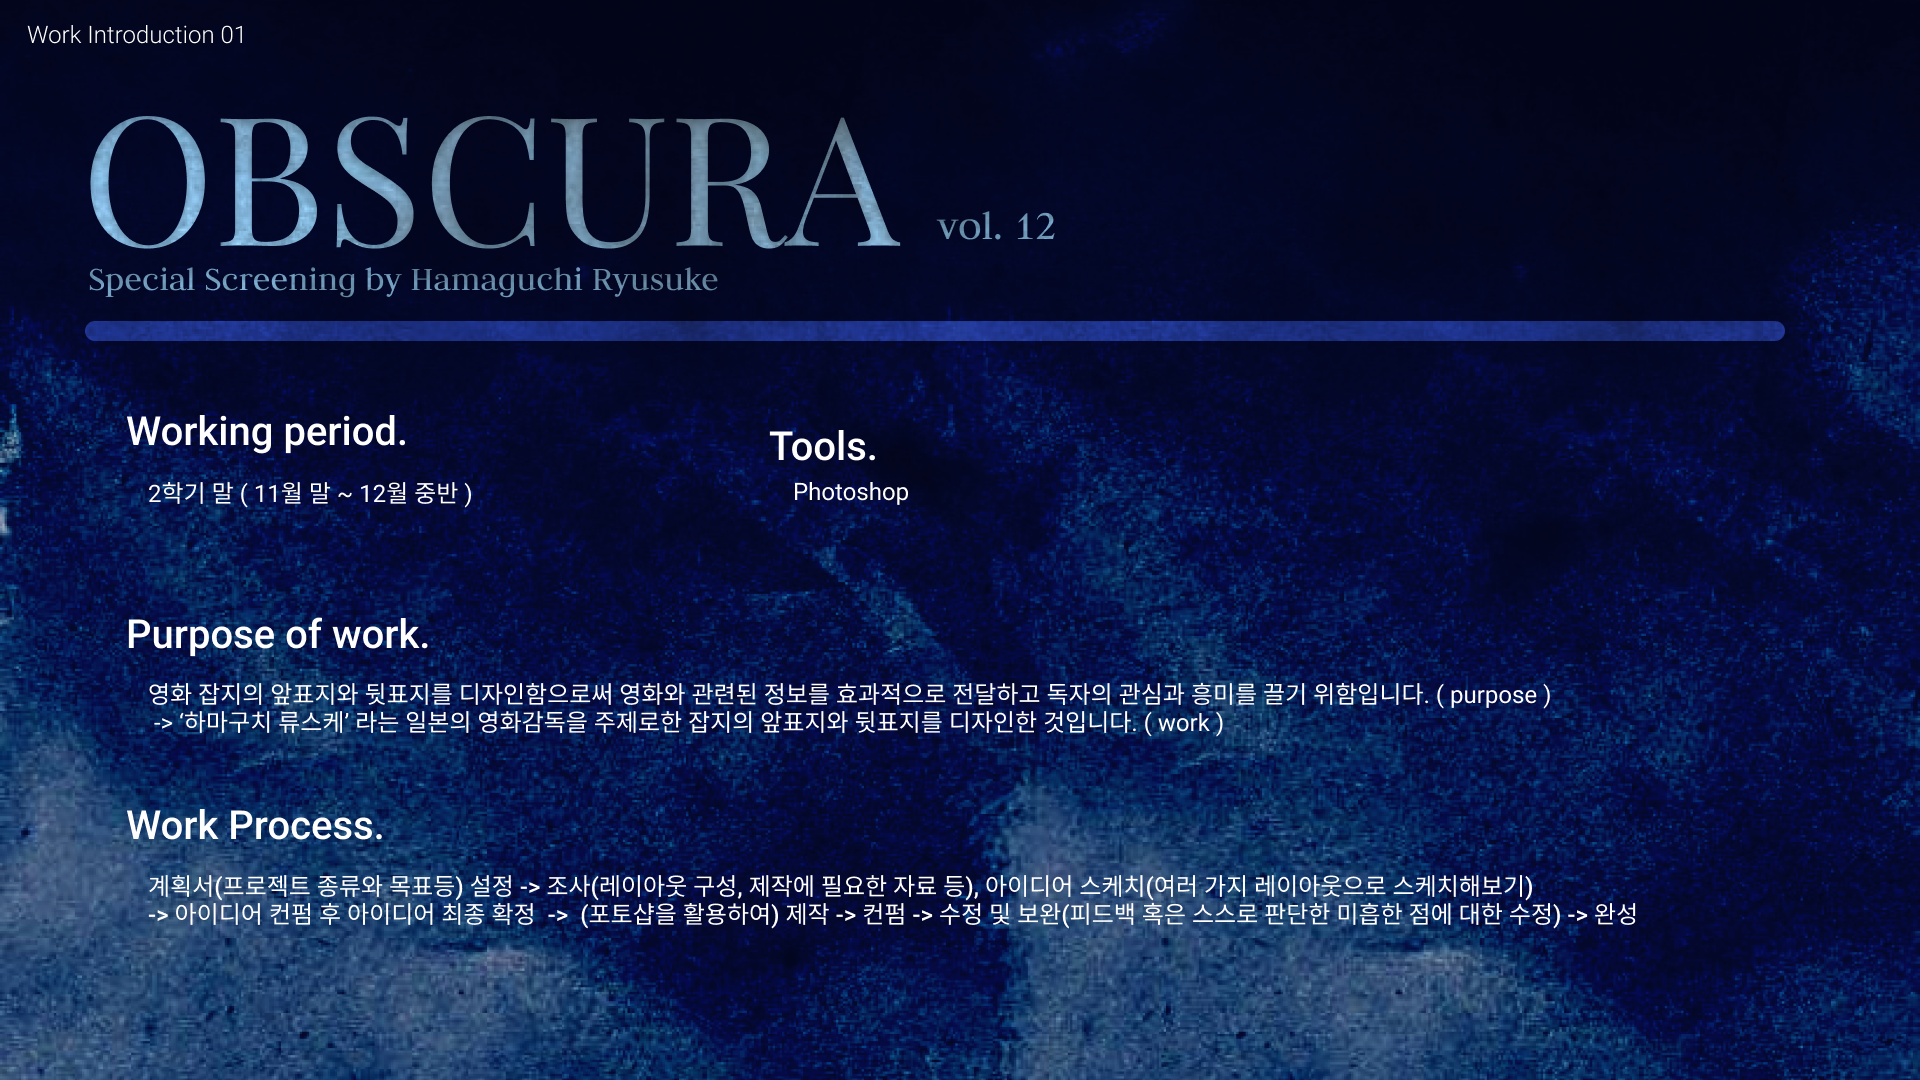 Work Introduction 01
OBSCURA vol. 12
Special Screening by Hamaguchi Ryusuke
Working period.
2학기 말 ( 11월 말 ~ 12월 중반 )
Tools.
Photoshop
Purpose of work.
영화 잡지의 앞표지와 뒷표지를 디자인함으로써 영화와 관련된 정보를 효과적으로 전달하고 독자의 관심과 흥미를 끌기 위함입니다. ( purpose )
-> ‘하마구치 류스케’ 라는 일본의 영화감독을 주제로한 잡지의 앞표지와 뒷표지를 디자인한 것입니다. ( work )
Work Process.
계획서(프로젝트 종류와 목표등) 설정 -> 조사(레이아웃 구성, 제작에 필요한 자료 등), 아이디어 스케치(여러 가지 레이아웃으로 스케치해보기)
-> 아이디어 컨펌 후 아이디어 최종 확정 -> (포토샵을 활용하여) 제작 -> 컨펌 -> 수정 및 보완(피드백 혹은 스스로 판단한 미흡한 점에 대한 수정) -> 완성